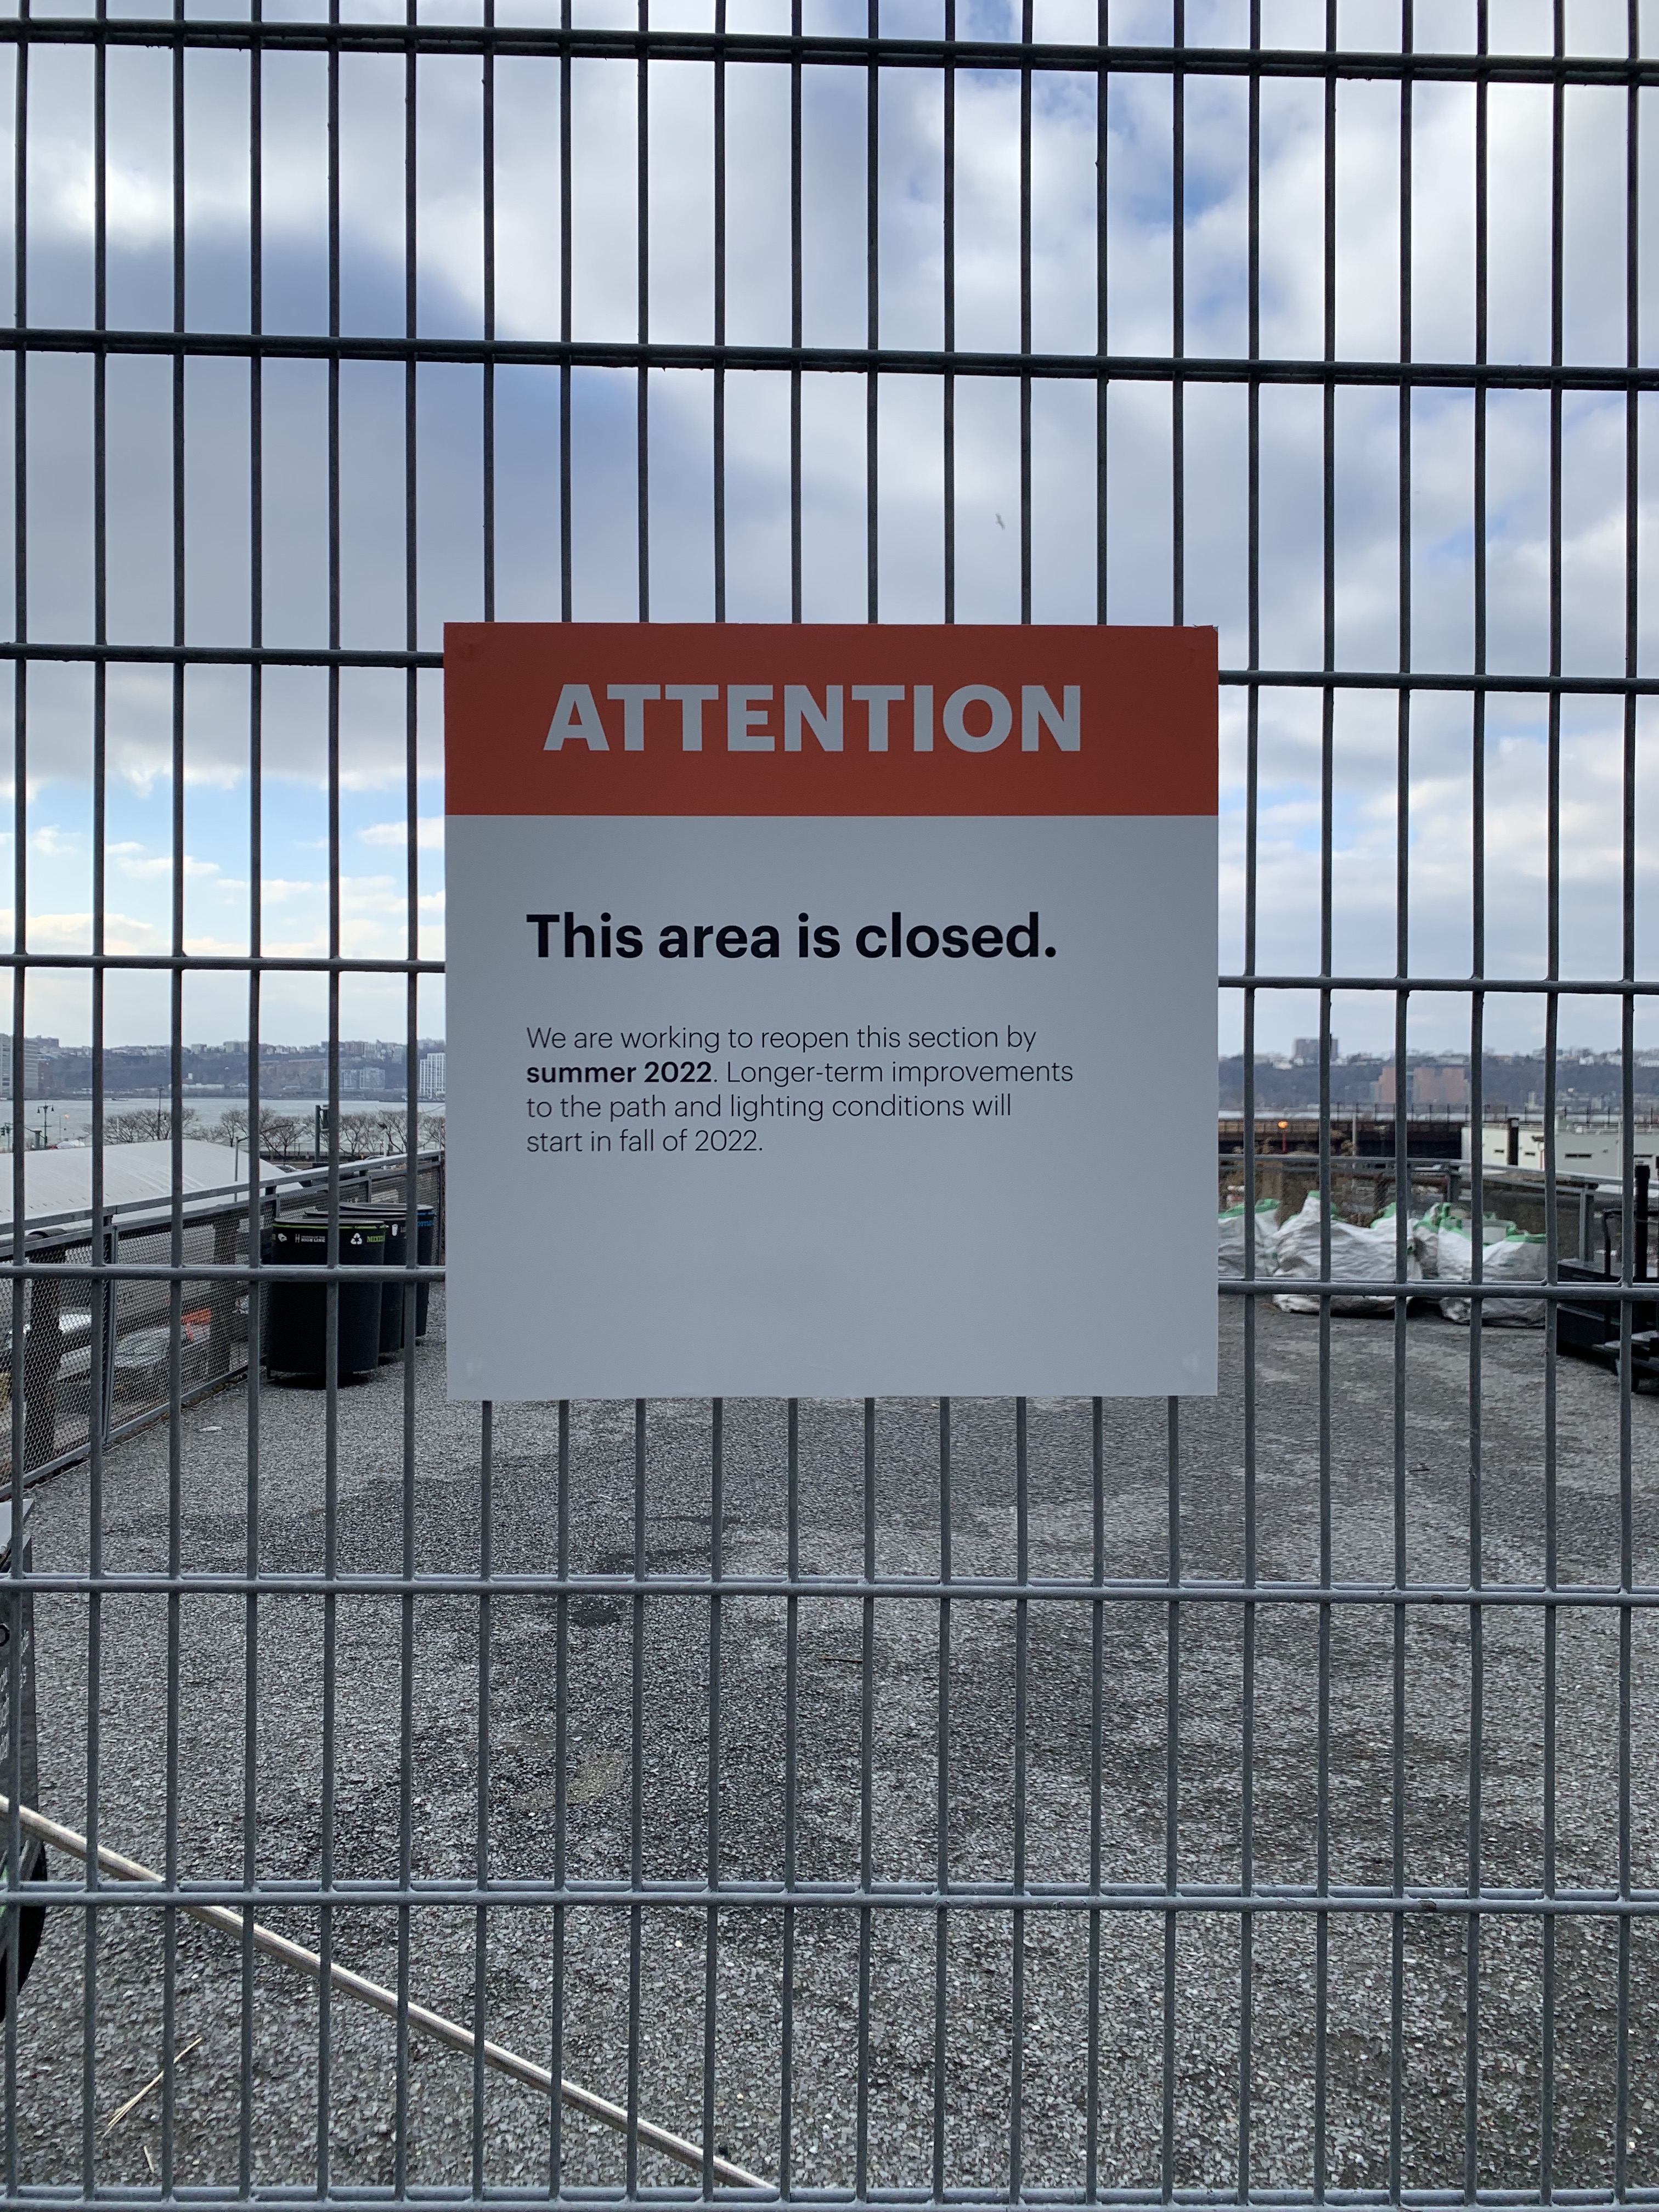 ATTENTION
This area is closed.
We are working to reopen this section by
summer 2022. Longer-term improvements
to the path and lighting conditions will
start in fall of 2022.